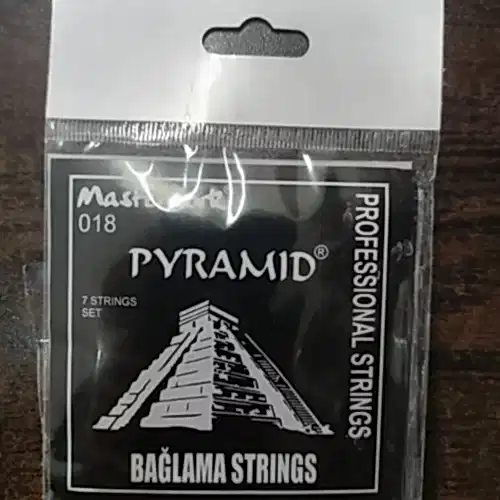 018
PYRAMID®
7 STRINGS
SET
PROFESSIONAL STRINGS
BAĞLAMA STRINGS